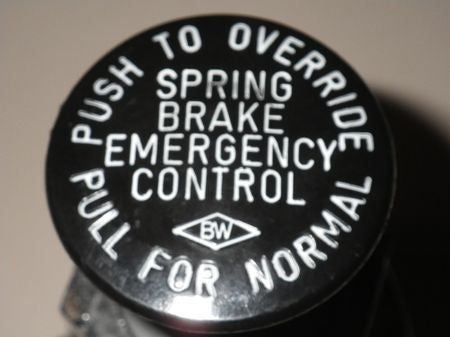 PUSH TO OVERRIDE
SPRING
BRAKE
EMERGENCY
CONTROL
BW
PULL FOR NORMAL